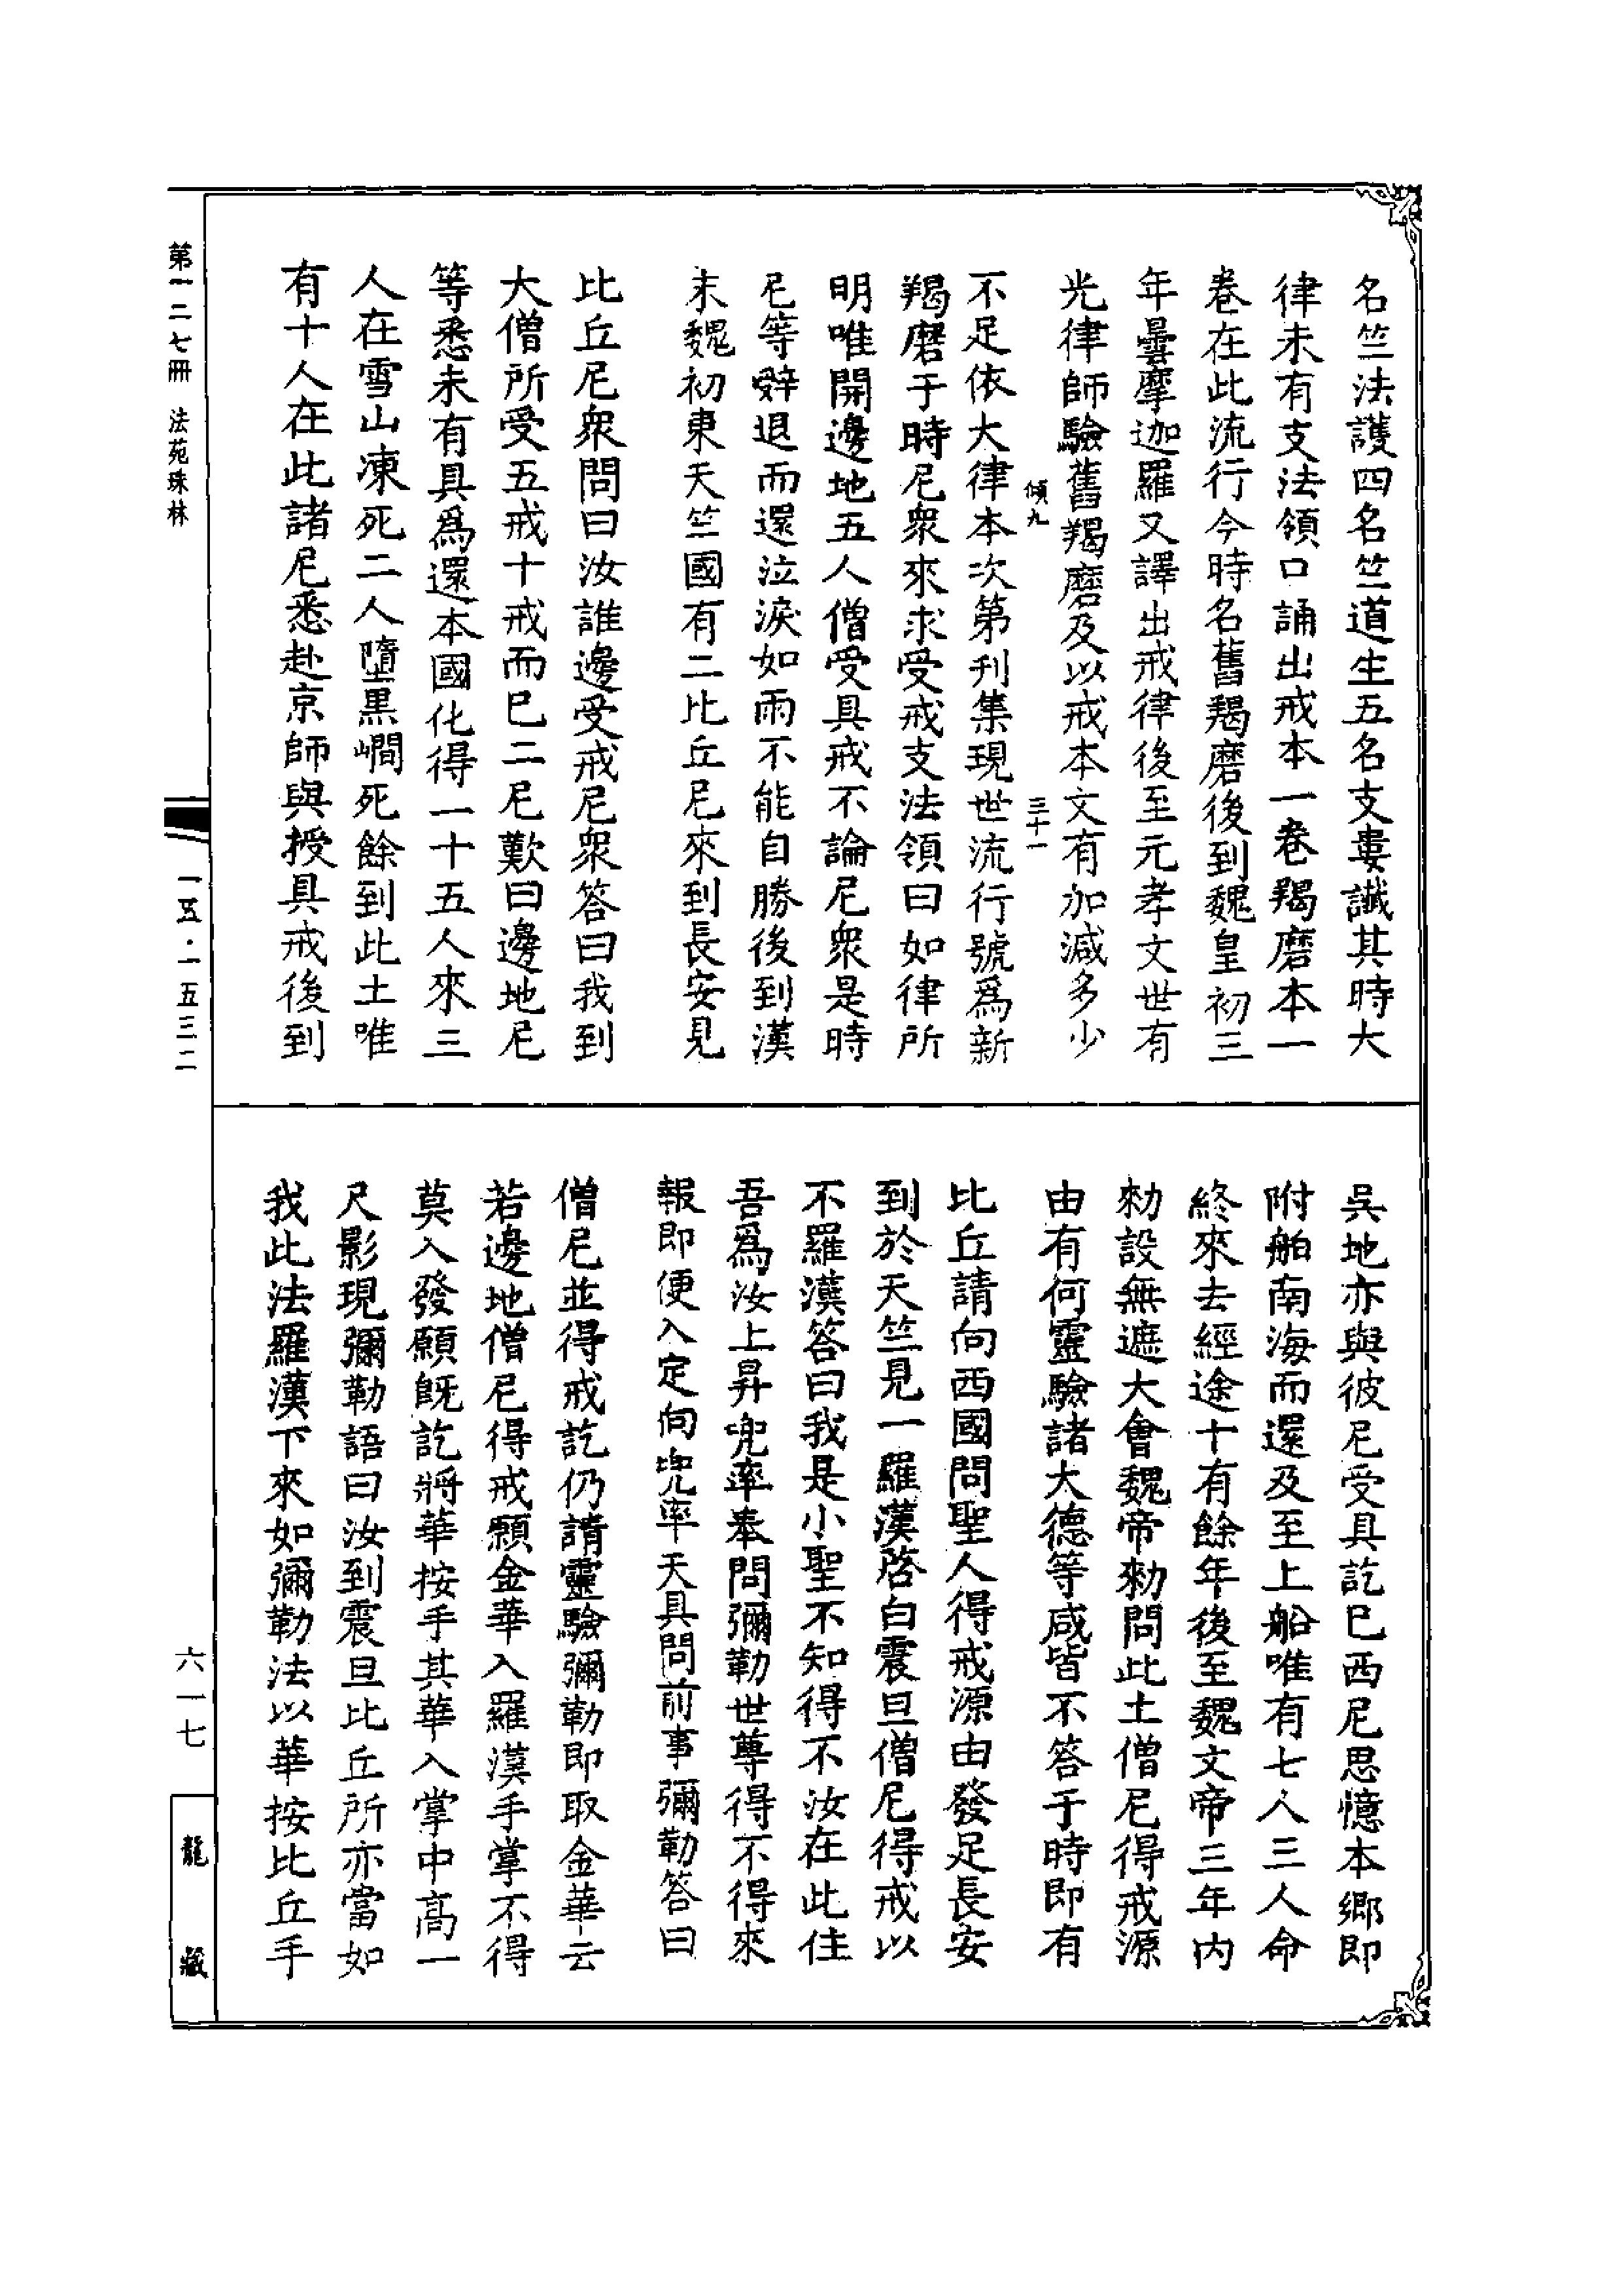 名竺法護四名竺道生五名支婁讖其時大
律未有支法領口誦出戒本一卷羯磨本一
卷在此流行今時名舊羯磨後到魏皇初三
年曇摩迦羅又譯出戒律後至元孝文世有
光律師驗舊羯磨及以戒本文有加減多少
傾九
三十一
不足依大律本次第刋集現世流行號爲新
羯磨于時尼衆來求受戒支法領曰如律所
明唯開邊地五人僧受具戒不論尼衆是時
尼等辤退而還泣淚如雨不能自勝後到漢
末魏初東天竺國有二比丘尼來到長安見
比丘尼衆問曰汝誰邊受戒尼衆答曰我到
大僧所受五戒十戒而巳二尼歎曰邊地尼
等悉未有具爲還本國化得一十五人來三
人在雪山凍死二人墮黒㵎死餘到此土唯
有十人在此諸尼悉赴京師與授具戒後到
吳地亦與彼尼受具訖巳西尼思憶本鄉即
附舶南海而還及至上船唯有七人三人命
終來去經途十有餘年後至魏文帝三年内
勑設無遮大會魏帝勑問此土僧尼得戒源
由有何靈驗諸大德等咸皆不答于時即有
比丘請向西國問聖人得戒源由發足長安
到於天竺見一羅漢啓白震旦僧尼得戒以
不羅漢答曰我是小聖不知得不汝在此住
吾爲汝上昇兜率奉問彌勒世尊得不得來
報即便入定向兜率天具問前事彌勒答曰
僧尼並得戒訖仍請靈驗彌勒即取金華云
若邊地僧尼得戒願金華入羅漢手掌不得
莫入發願旣訖將華按手其華入掌中高一
尺影現彌勒語曰汝到震旦比丘所亦當如
我此法羅漢下來如彌勒法以華按比丘手
第一二七冊 法苑珠林
一五·一五三二
六一七
龍藏